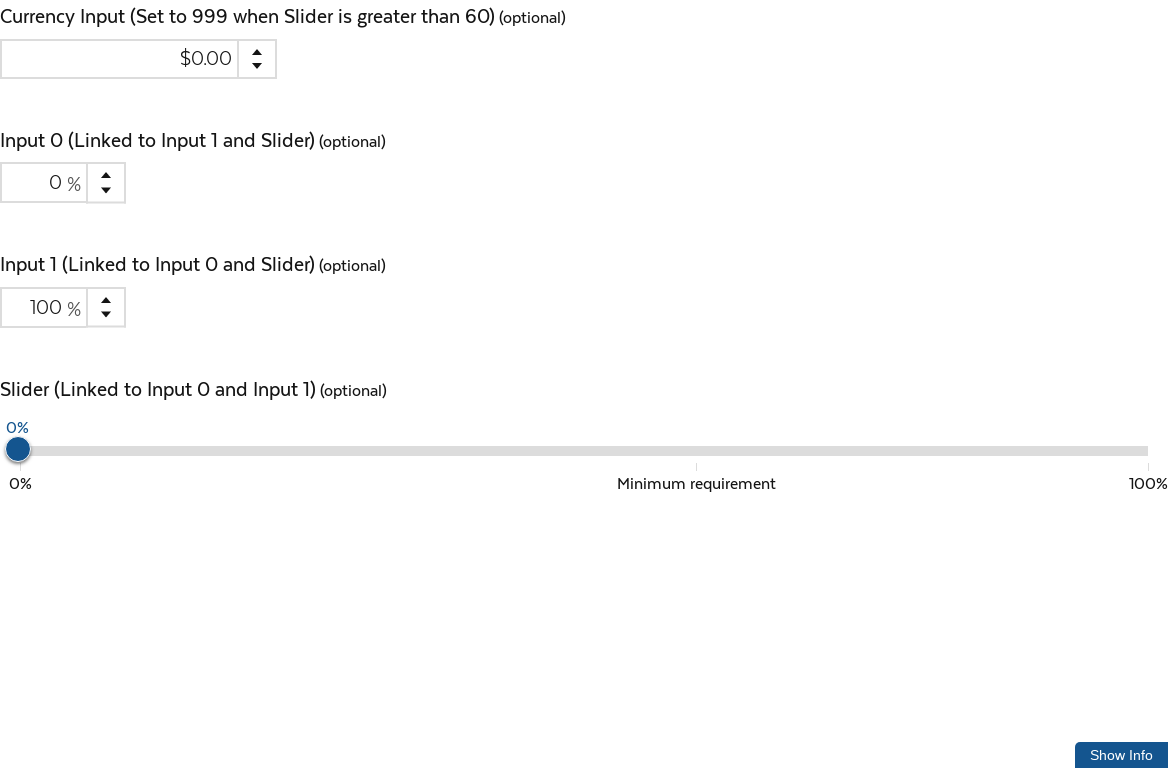 Currency Input (Set to 999 when Slider is greater than 60) (optional)
$0.00
Input 0 (Linked to Input 1 and Slider) (optional)
0 %
Input 1 (Linked to Input 0 and Slider) (optional)
100 %
Slider (Linked to Input 0 and Input 1) (optional)
0%
0% Minimum requirement 100%
Show Info